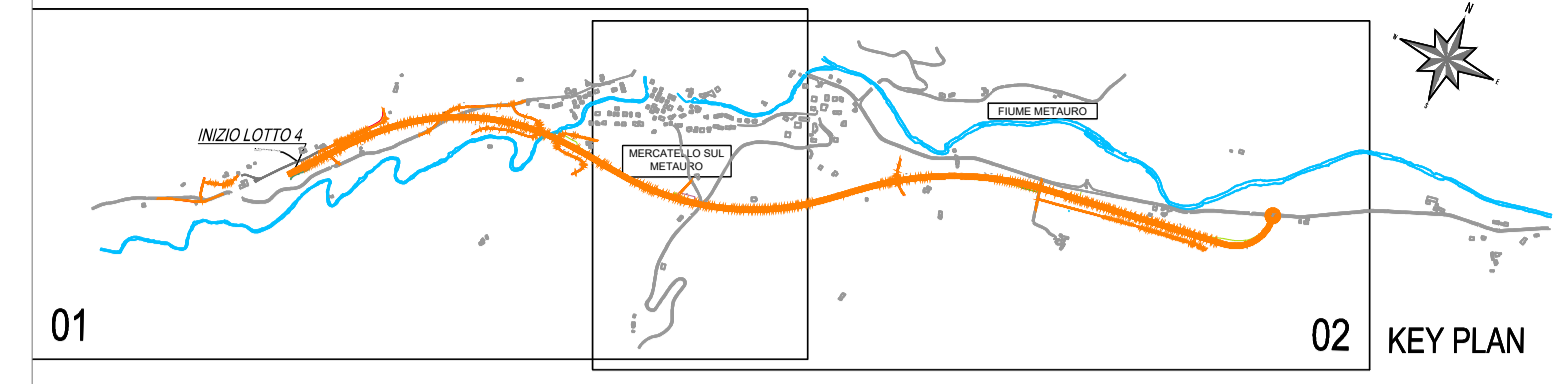 N
W
E
S
INIZIO LOTTO 4
FIUME METAURO
MERCATELLO SUL
METAURO
01
02
KEY PLAN